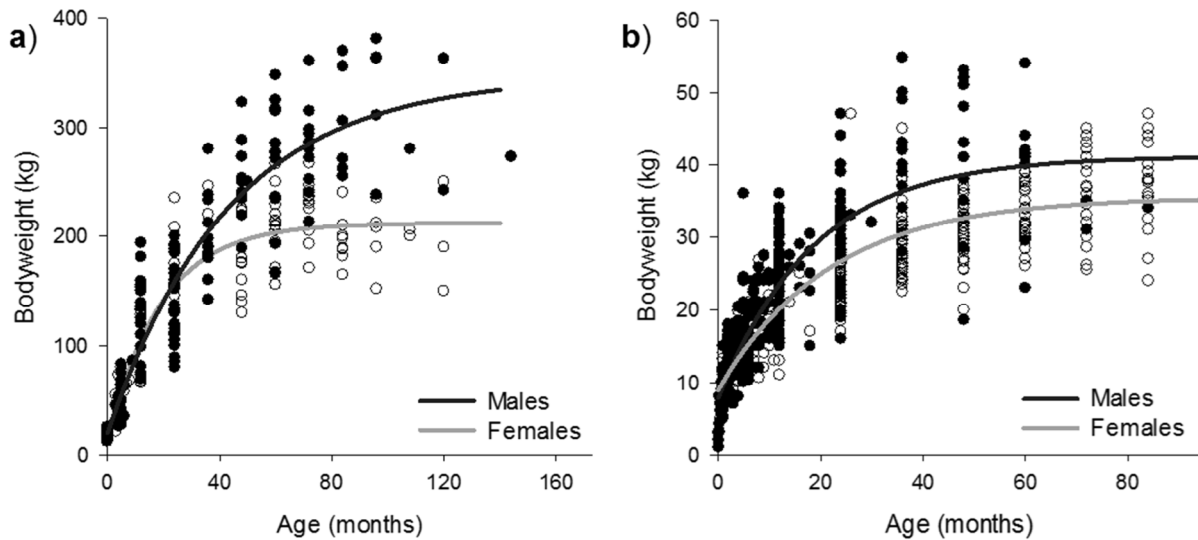 a)
Bodyweight (kg)
400
300
200
100
0
0 40 80 120 160
Age (months)
Males
Females
b)
Bodyweight (kg)
60
50
40
30
20
10
0
0 20 40 60 80
Age (months)
Males
Females